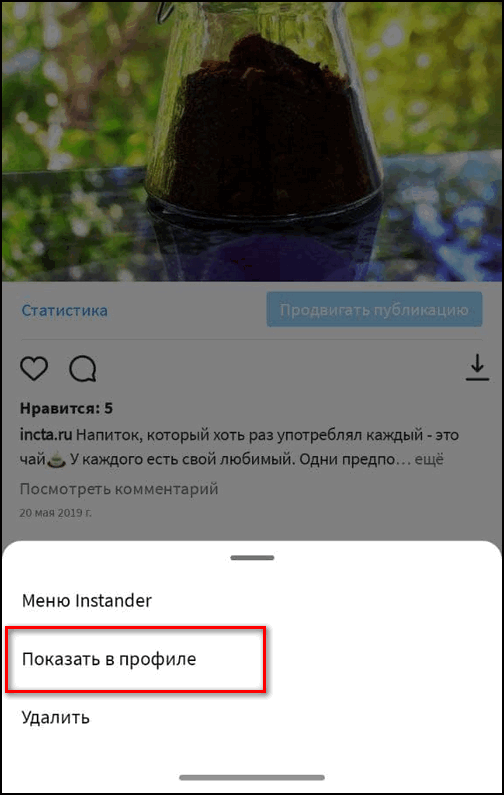 Статистика
Продвигать публикацию
Нравится: 5
incta.ru Напиток, который хоть раз употреблял каждый - это
чай☕ У каждого есть свой любимый. Одни предпо... ещё
Посмотреть комментарий
20 мая 2019 г.
Меню Instander
Показать в профиле
Удалить